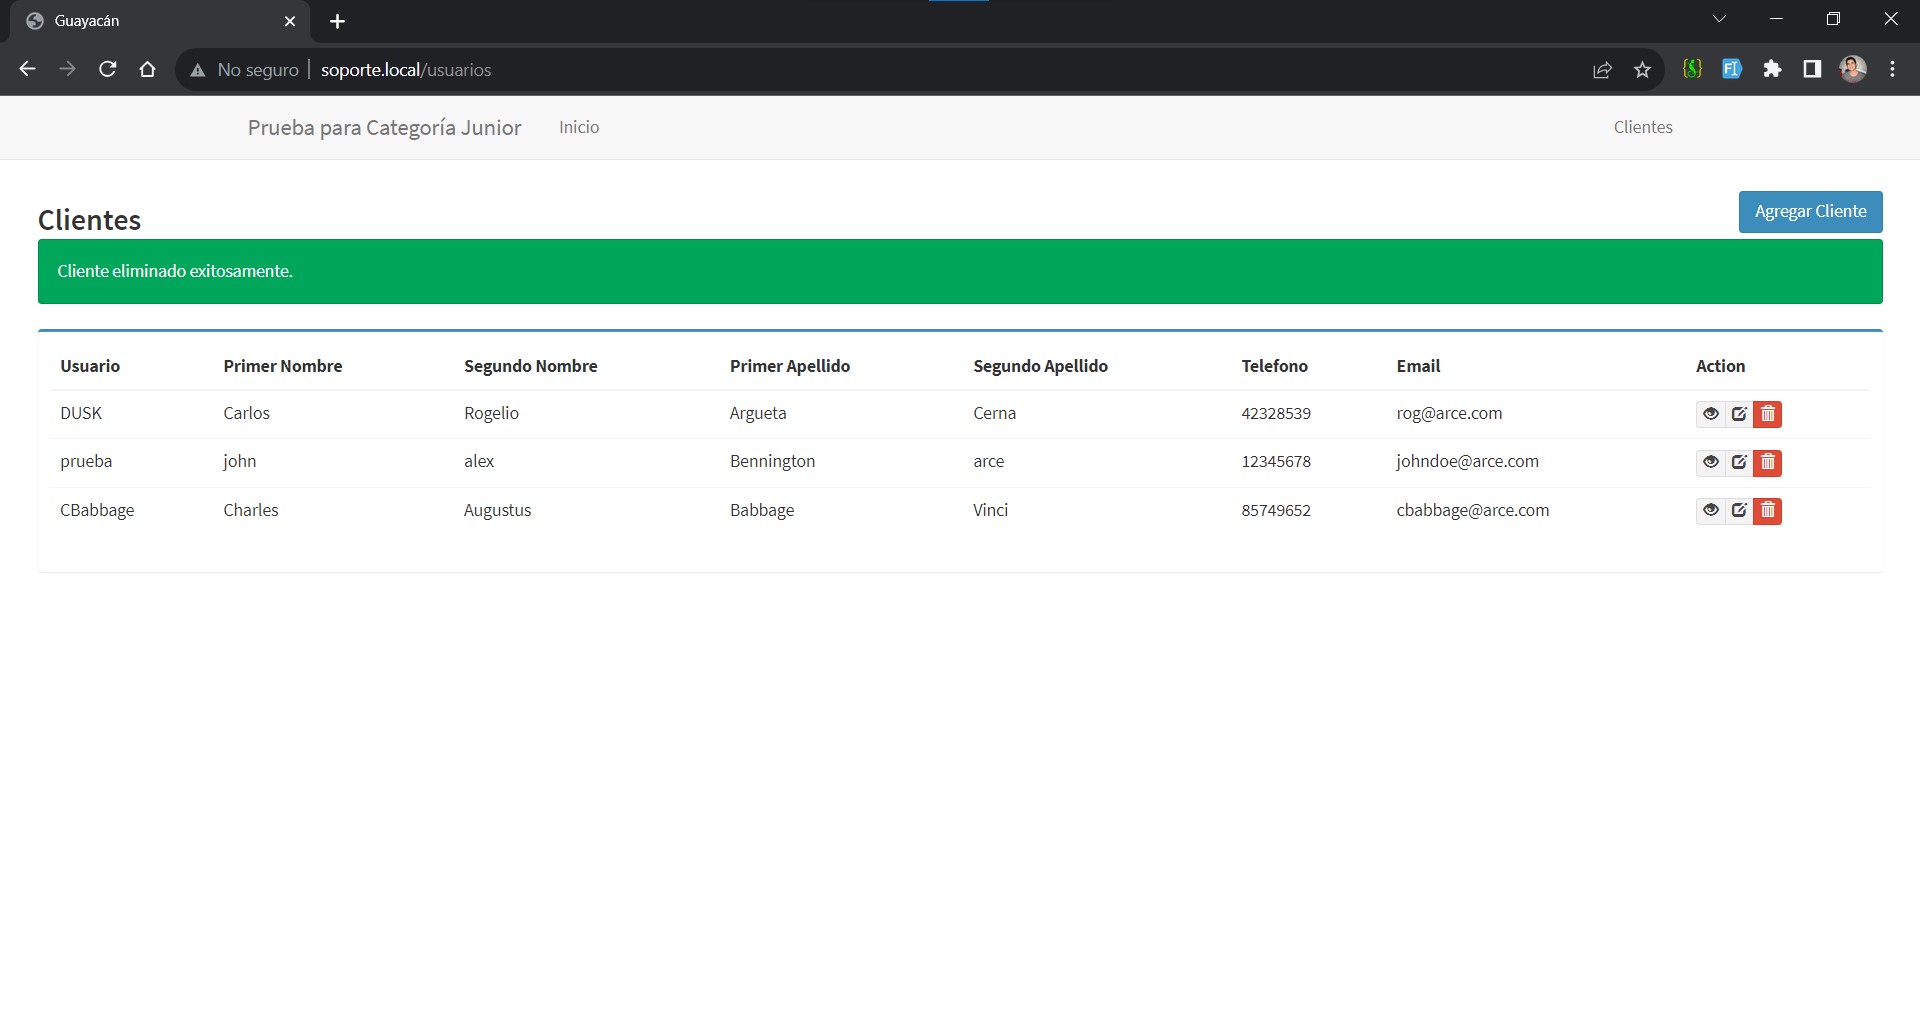 Guayacán
No seguro | soporte.local/usuarios
Prueba para Categoría Junior Inicio Clientes
Clientes
Agregar Cliente
Cliente eliminado exitosamente.
Usuario Primer Nombre Segundo Nombre Primer Apellido Segundo Apellido Telefono Email Action
DUSK Carlos Rogelio Argueta Cerna 42328539 rog@arce.com
prueba john alex Bennington arce 12345678 johndoe@arce.com
CBabbage Charles Augustus Babbage Vinci 85749652 cbabbage@arce.com